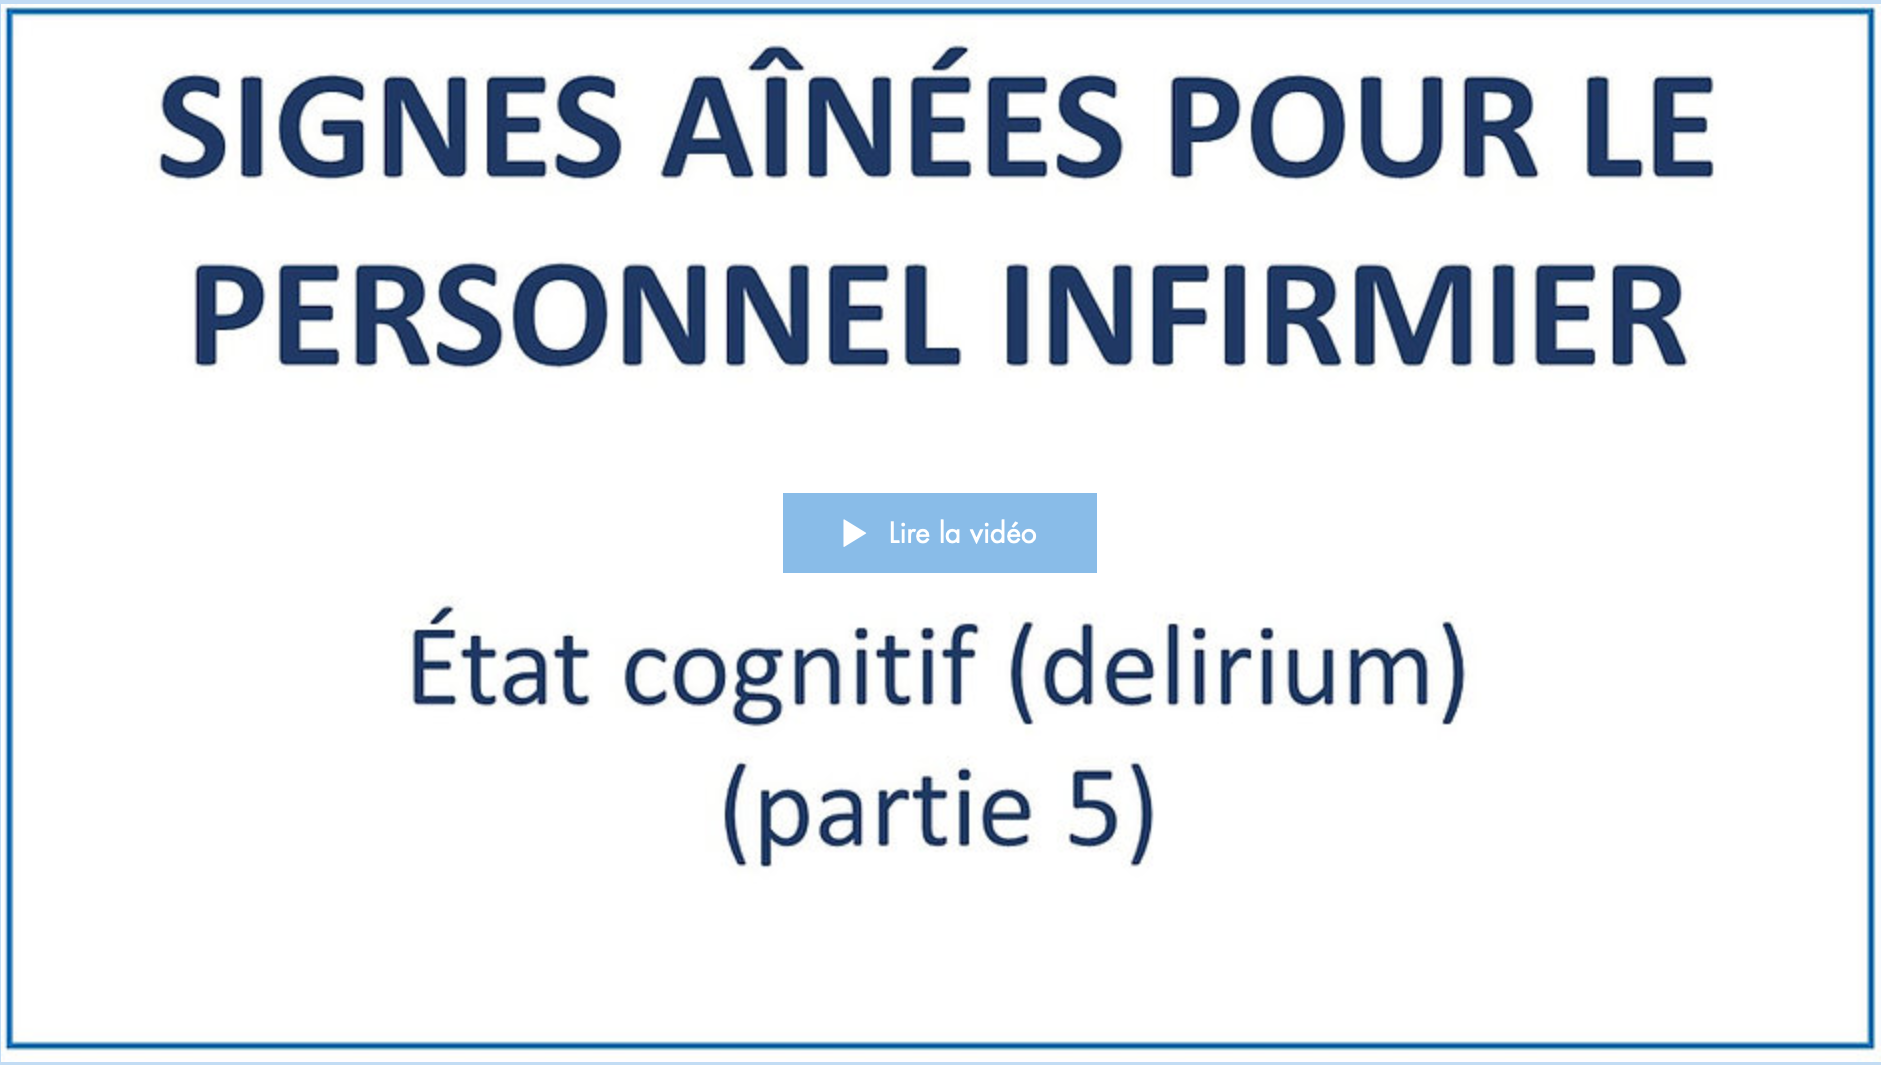 SIGNES AÎNÉES POUR LE
PERSONNEL INFIRMIER
Lire la vidéo
État cognitif (delirium)
(partie 5)